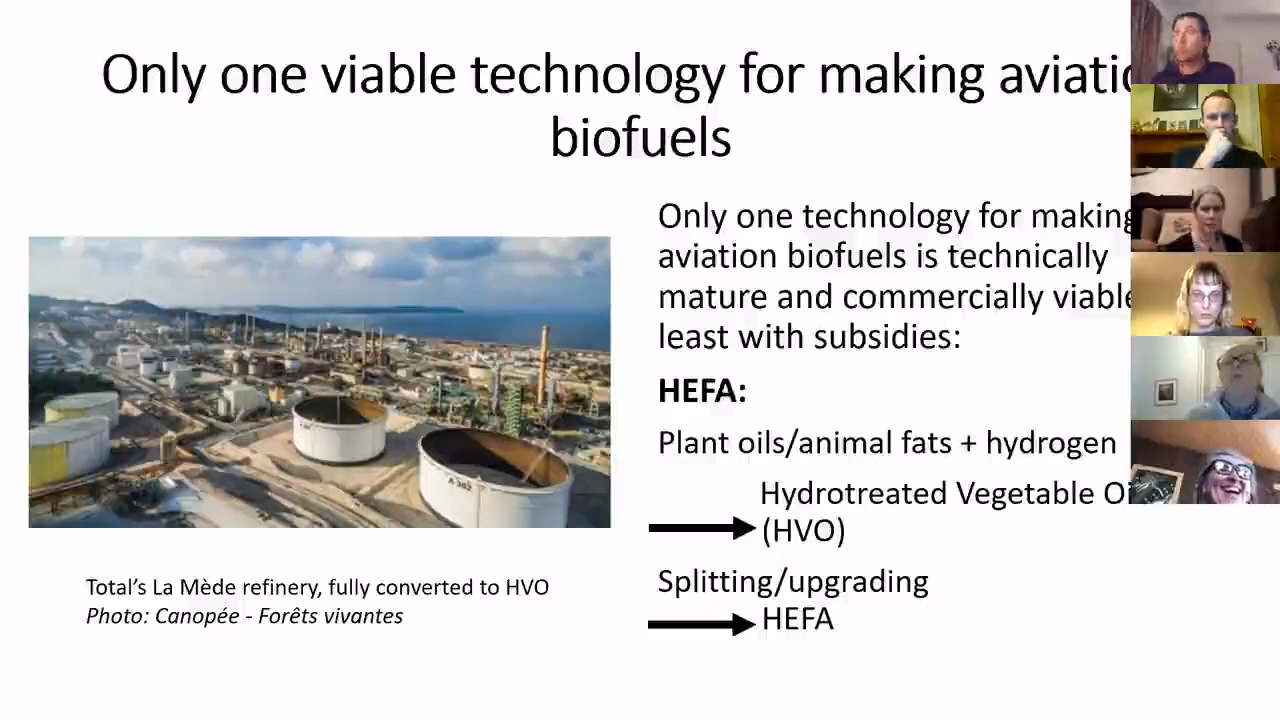 Only one viable technology for making aviatio
biofuels
Only one technology for making
aviation biofuels is technically
mature and commercially viable
least with subsidies:
HEFA:
Plant oils/animal fats + hydrogen
Hydrotreated Vegetable Oi
(HVO)
Splitting/upgrading
HEFA
A-302
Total’s La Mède refinery, fully converted to HVO
Photo: Canopée - Forêts vivantes